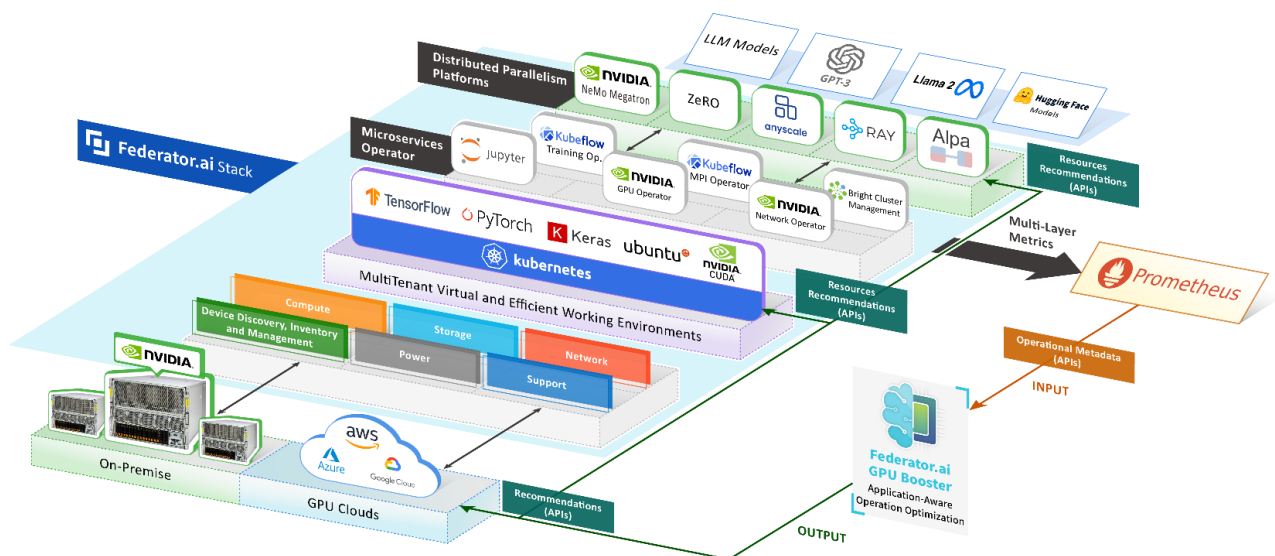 LLM Models
GPT-3
Llama 2
Hugging Face
Models
Distributed Parallelism
Platforms
NVIDIA
NeMo Megatron
ZeRO
anyscale
RAY
Alpa
Federator.ai Stack
Microservices
Operator
jupyter
Kubeflow
Training Op.
NVIDIA
GPU Operator
Kubeflow
MPI Operator
NVIDIA
Network Operator
Bright Cluster
Management
Resources
Recommendations
(APIs)
TensorFlow
PyTorch
K Keras
ubuntu
NVIDIA
CUDA
kubernetes
MultiTenant Virtual and Efficient Working Environments
Multi-Layer
Metrics
Prometheus
Resources
Recommendations
(APIs)
Compute
Storage
Network
Device Discovery, Inventory
and Management
Power
Support
Operational Metadata
(APIs)
INPUT
NVIDIA
On-Premise
aws
Azure
Google Cloud
GPU Clouds
Recommendations
(APIs)
Federator.ai
GPU Booster
Application-Aware
Operation Optimization
OUTPUT